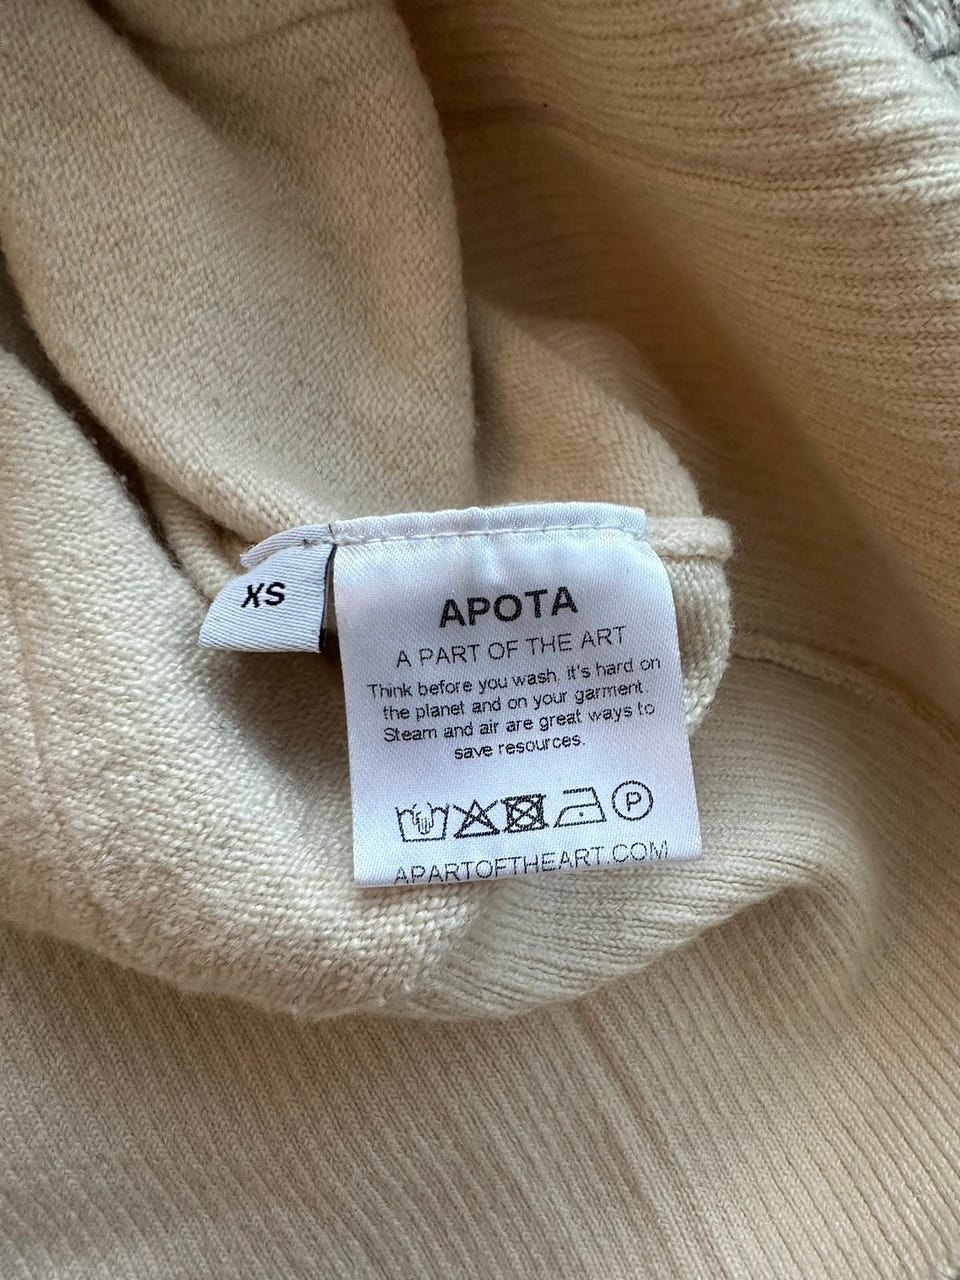 XS
APOTA
A PART OF THE ART
Think before you wash, it's hard on
the planet and on your garment.
Steam and air are great ways to
save resources.
P
APARTOFTHEART.COM